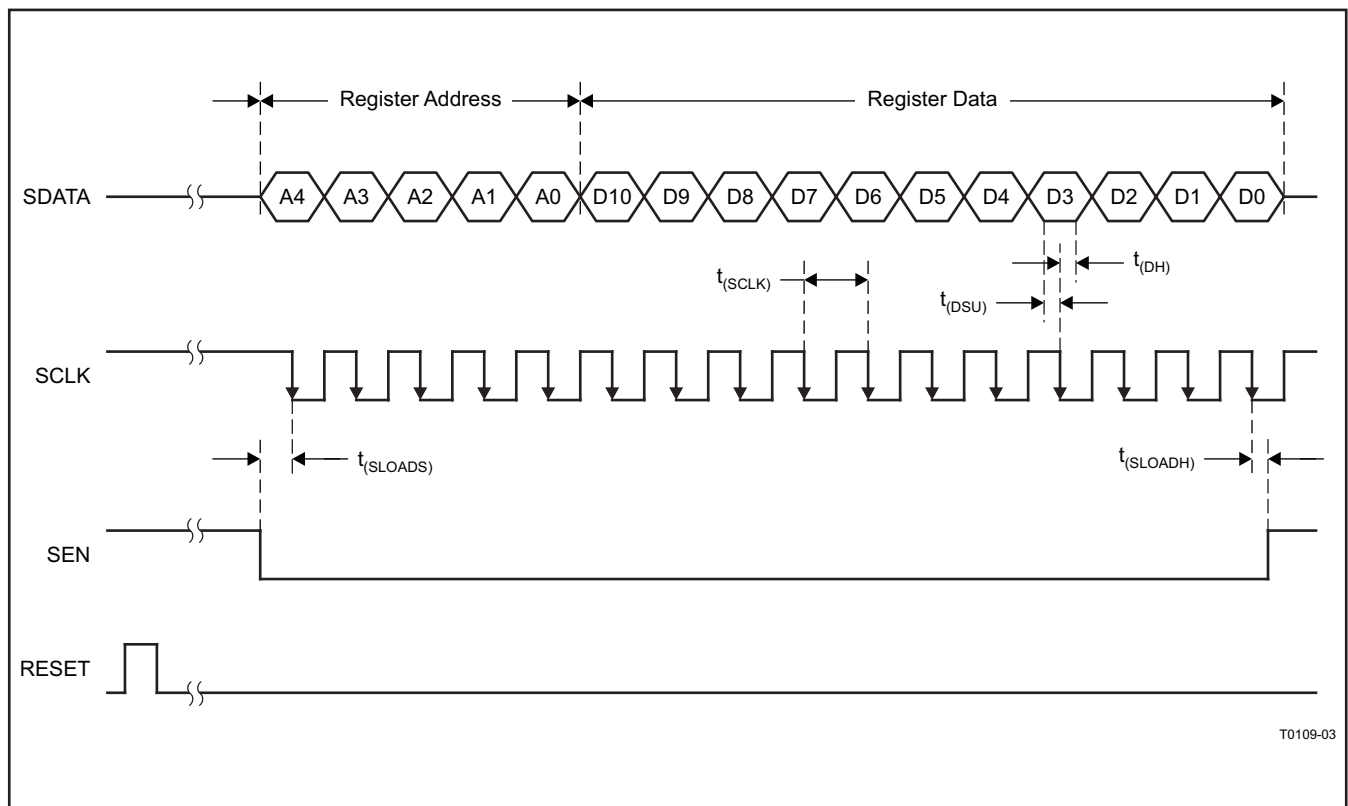 Register Address Register Data
SDATA A4 A3 A2 A1 A0 D10 D9 D8 D7 D6 D5 D4 D3 D2 D1 D0
t(DH)
t(SCLK)
t(DSU)
SCLK
t(SLOADS)
t(SLOADH)
SEN
RESET
T0109-03